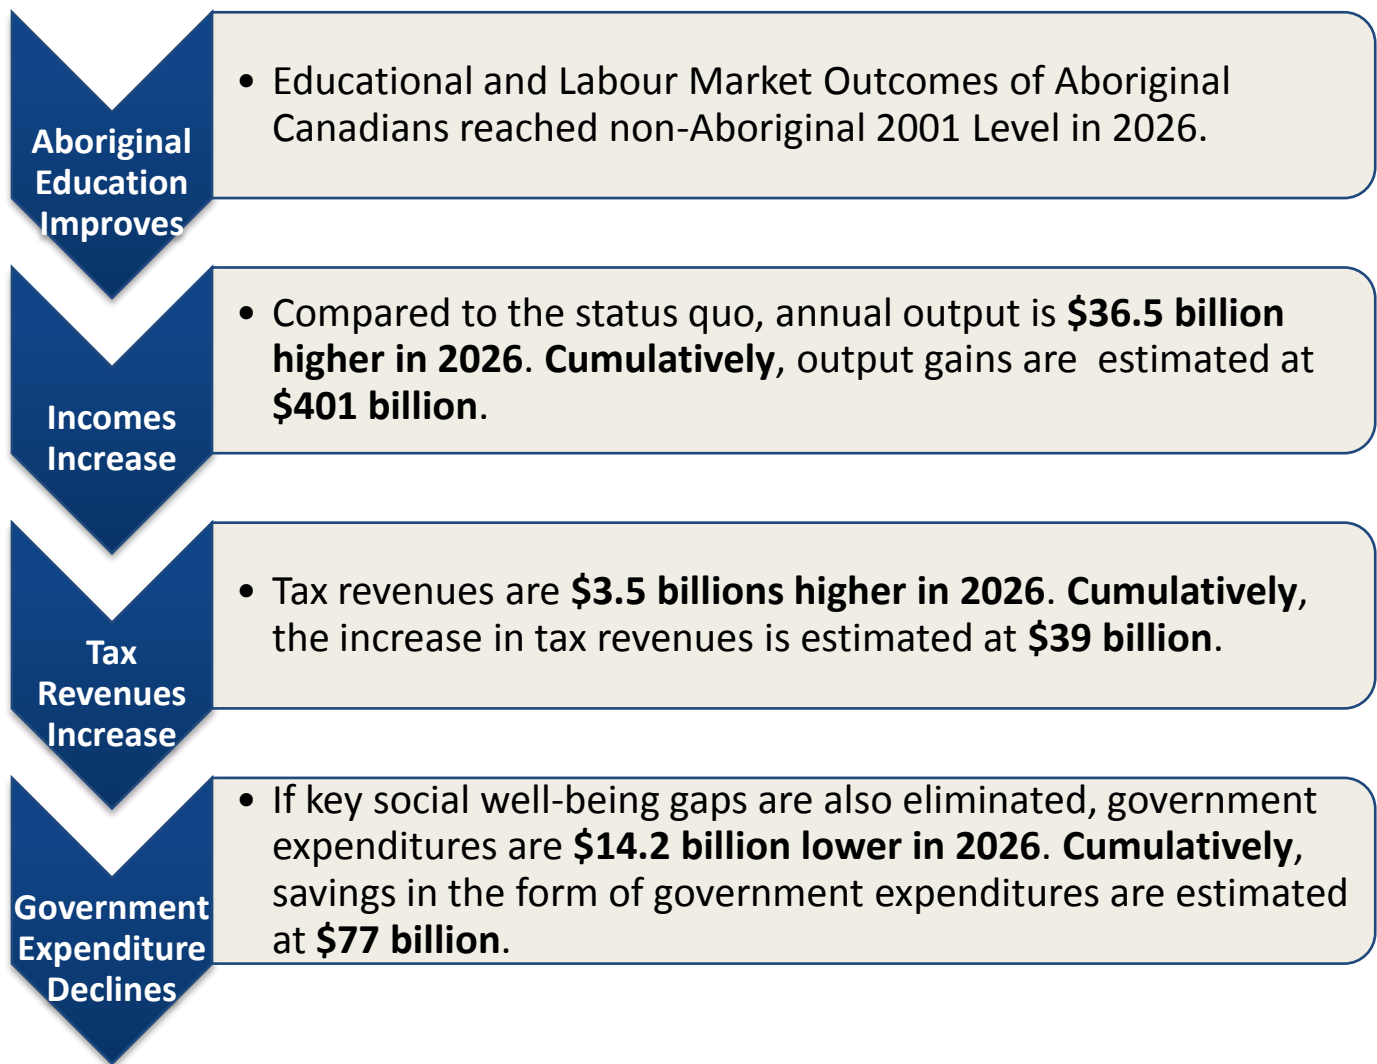 Aboriginal
Education
Improves
• Educational and Labour Market Outcomes of Aboriginal
Canadians reached non-Aboriginal 2001 Level in 2026.
Incomes
Increase
• Compared to the status quo, annual output is $36.5 billion
higher in 2026. Cumulatively, output gains are  estimated at
$401 billion.
Tax
Revenues
Increase
• Tax revenues are $3.5 billions higher in 2026. Cumulatively,
the increase in tax revenues is estimated at $39 billion.
Government
Expenditure
Declines
• If key social well-being gaps are also eliminated, government
expenditures are $14.2 billion lower in 2026. Cumulatively,
savings in the form of government expenditures are estimated
at $77 billion.